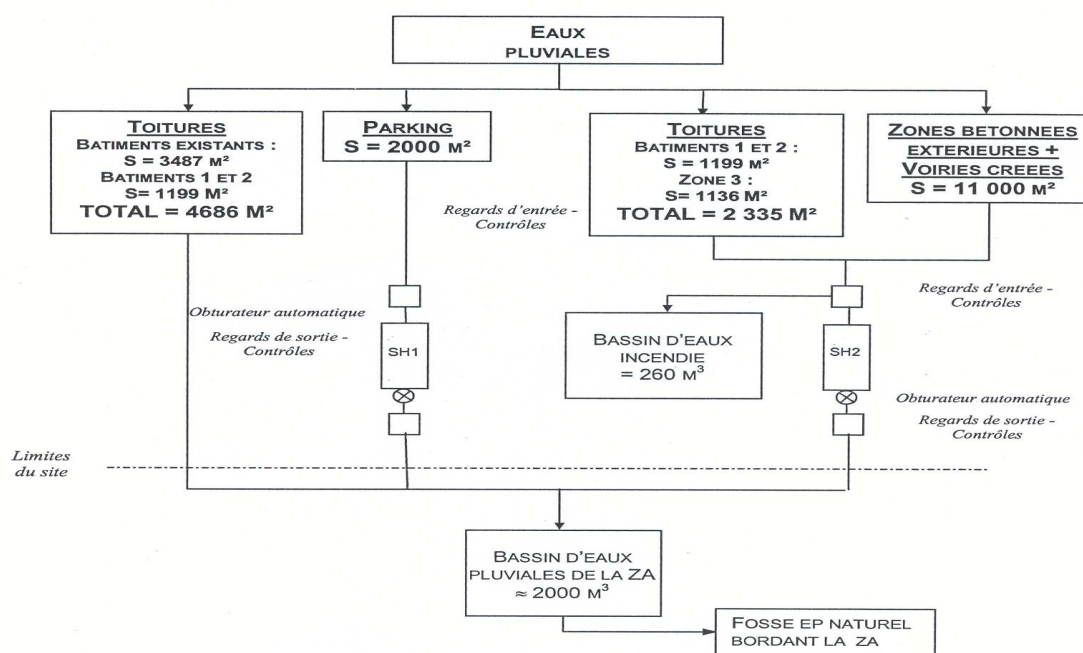 EAUX
PLUVIALES
TOITURES
BATIMENTS EXISTANTS :
S = 3487 M²
BATIMENTS 1 ET 2
S= 1199 M²
TOTAL = 4686 M²
PARKING
S = 2000 M²
TOITURES
BATIMENTS 1 ET 2 :
S = 1199 M²
ZONE 3 :
S= 1136 M²
TOTAL = 2 335 M²
ZONES BETONNEES
EXTERIEURES +
VOIRIES CREEES
S = 11 000 M²
Regards d'entrée -
Contrôles
Regards d'entrée -
Contrôles
Obturateur automatique
Regards de sortie -
Contrôles
SH1
BASSIN D'EAUX
INCENDIE
= 260 M³
SH2
Obturateur automatique
Regards de sortie -
Contrôles
Limites
du site
BASSIN D'EAUX
PLUVIALES DE LA ZA
≈ 2000 M³
FOSSE EP NATUREL
BORDANT LA ZA